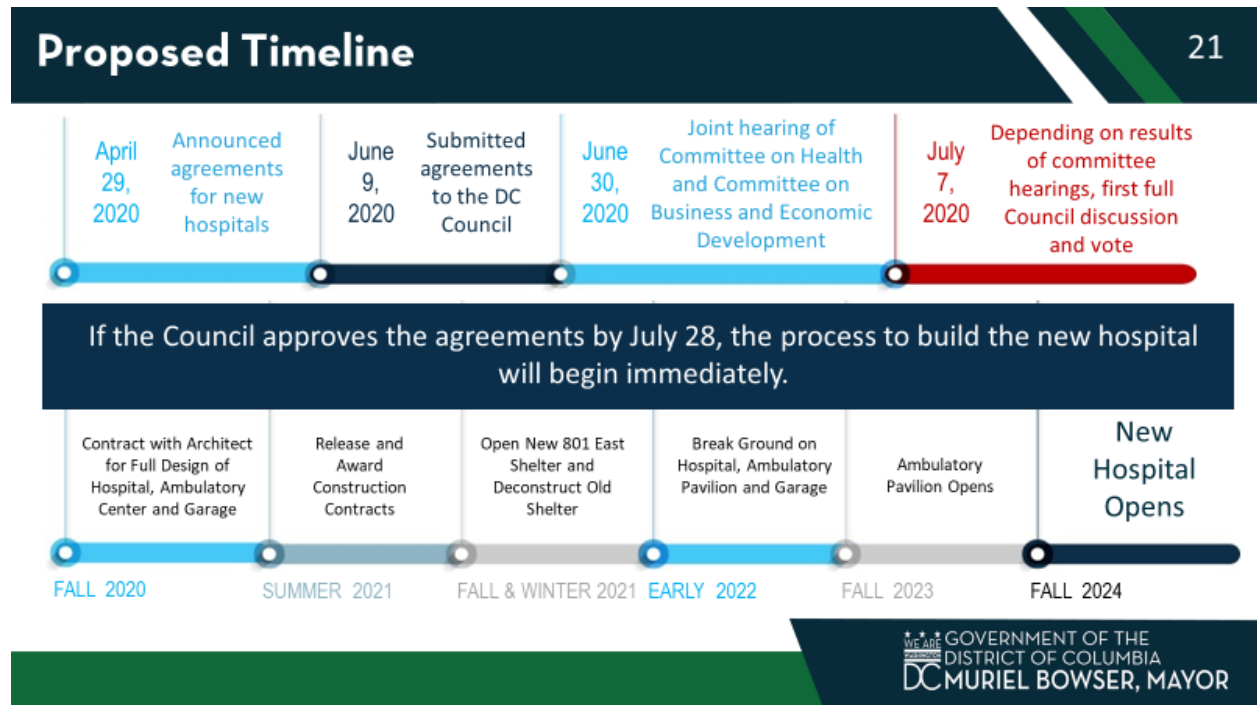 Proposed Timeline
21
April
29,
2020
Announced
agreements
for new
hospitals
June
9,
2020
Submitted
agreements
to the DC
Council
June
30,
2020
Joint hearing of
Committee on Health
and Committee on
Business and Economic
Development
July
7,
2020
Depending on results
of committee
hearings, first full
Council discussion
and vote
If the Council approves the agreements by July 28, the process to build the new hospital
will begin immediately.
Contract with Architect
for Full Design of
Hospital, Ambulatory
Center and Garage
FALL 2020
Release and
Award
Construction
Contracts
SUMMER 2021
Open New 801 East
Shelter and
Deconstruct Old
Shelter
FALL & WINTER 2021
Break Ground on
Hospital, Ambulatory
Pavilion and Garage
EARLY 2022
Ambulatory
Pavilion Opens
FALL 2023
New
Hospital
Opens
FALL 2024
WE ARE
WASHINGTON
DC
GOVERNMENT OF THE
DISTRICT OF COLUMBIA
MURIEL BOWSER, MAYOR